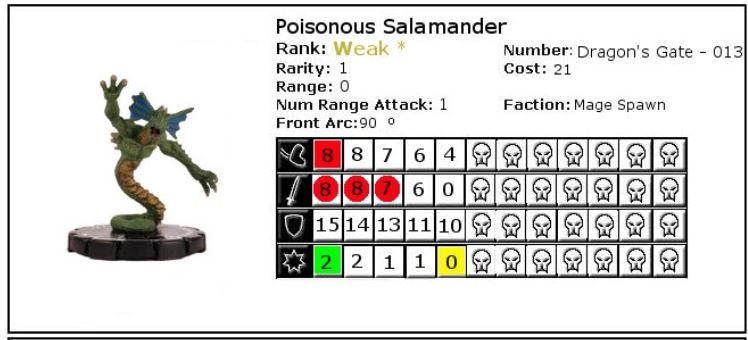 Poisonous Salamander
Rank: Weak *
Number: Dragon's Gate - 013
Rarity: 1
Cost: 21
Range: 0
Num Range Attack: 1
Faction: Mage Spawn
Front Arc: 90 º
8 8 7 6 4
8 8 7 6 0
15 14 13 11 10
2 2 1 1 0